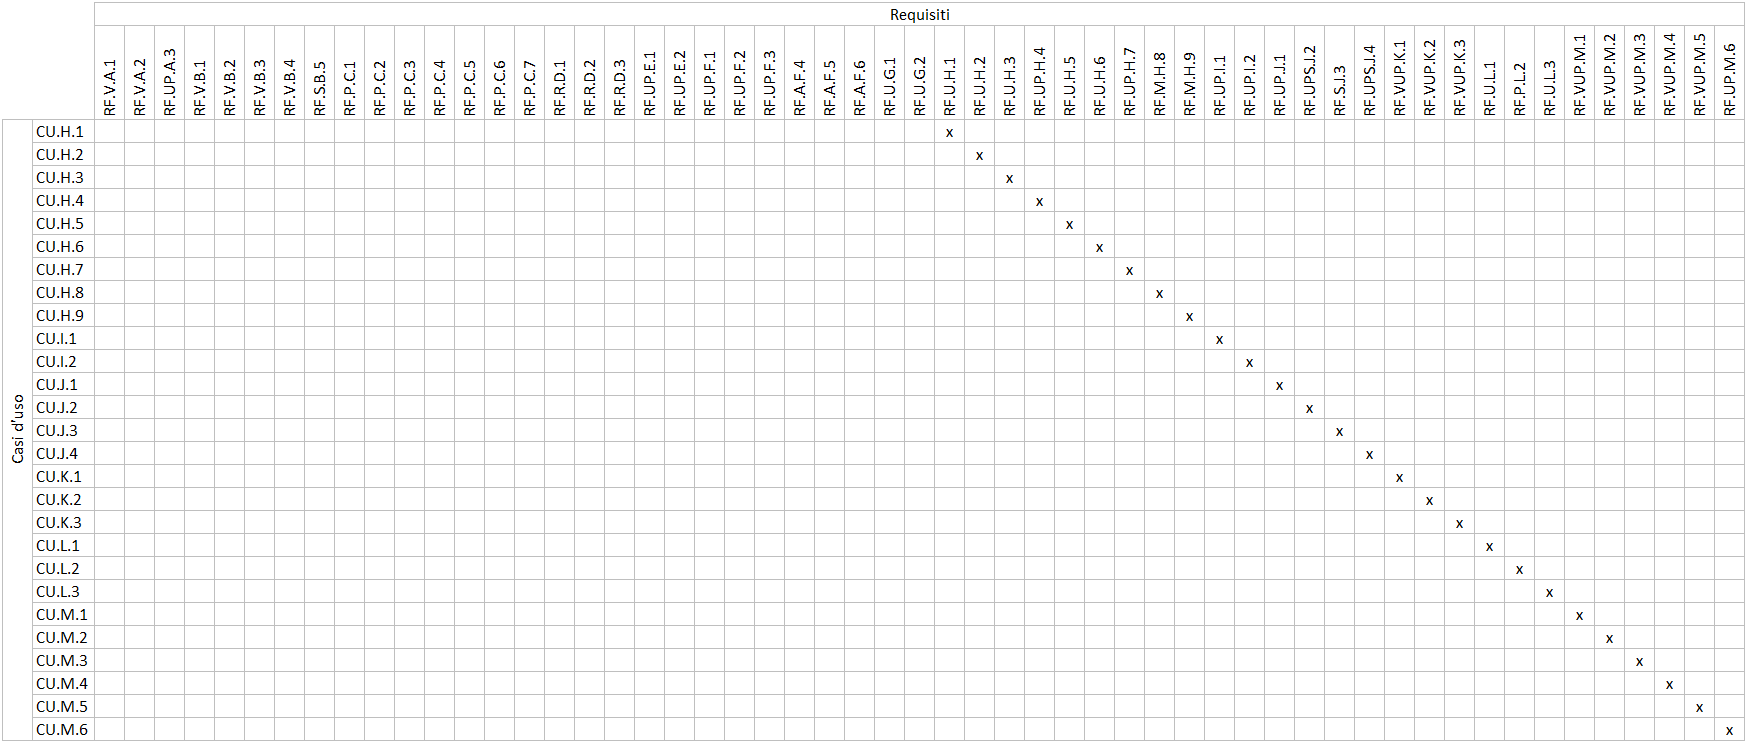 Requisiti
RF.V.A.1 RF.V.A.2 RF.UP.A.3 RF.V.B.1 RF.V.B.2 RF.V.B.3 RF.V.B.4 RF.S.B.5 RF.P.C.1 RF.P.C.2 RF.P.C.3 RF.P.C.4 RF.P.C.5 RF.P.C.6 RF.P.C.7 RF.R.D.1 RF.R.D.2 RF.R.D.3 RF.UP.E.1 RF.UP.E.2 RF.UP.F.1 RF.UP.F.2 RF.UP.F.3 RF.A.F.4 RF.A.F.5 RF.A.F.6 RF.U.G.1 RF.U.G.2 RF.U.H.1 RF.U.H.2 RF.U.H.3 RF.UP.H.4 RF.U.H.5 RF.U.H.6 RF.UP.H.7 RF.M.H.8 RF.M.H.9 RF.UP.I.1 RF.UP.I.2 RF.UP.J.1 RF.UPS.J.2 RF.S.J.3 RF.UPS.J.4 RF.VUP.K.1 RF.VUP.K.2 RF.VUP.K.3 RF.U.L.1 RF.P.L.2 RF.U.L.3 RF.VUP.M.1 RF.VUP.M.2 RF.VUP.M.3 RF.VUP.M.4 RF.VUP.M.5 RF.UP.M.6
Casi d'uso
CU.H.1 x
CU.H.2 x
CU.H.3 x
CU.H.4 x
CU.H.5 x
CU.H.6 x
CU.H.7 x
CU.H.8 x
CU.H.9 x
CU.I.1 x
CU.I.2 x
CU.J.1 x
CU.J.2 x
CU.J.3 x
CU.J.4 x
CU.K.1 x
CU.K.2 x
CU.K.3 x
CU.L.1 x
CU.L.2 x
CU.L.3 x
CU.M.1 x
CU.M.2 x
CU.M.3 x
CU.M.4 x
CU.M.5 x
CU.M.6 x